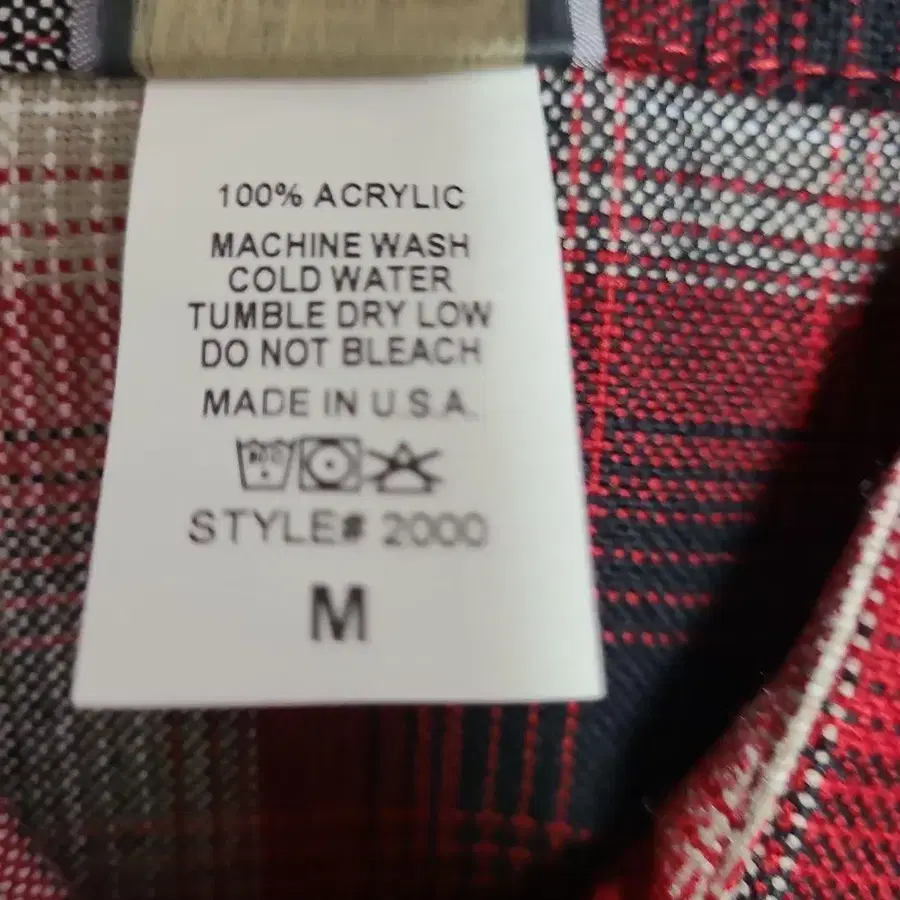 100% ACRYLIC
MACHINE WASH
COLD WATER
TUMBLE DRY LOW
DO NOT BLEACH
MADE IN U.S.A.
STYLE# 2000
M